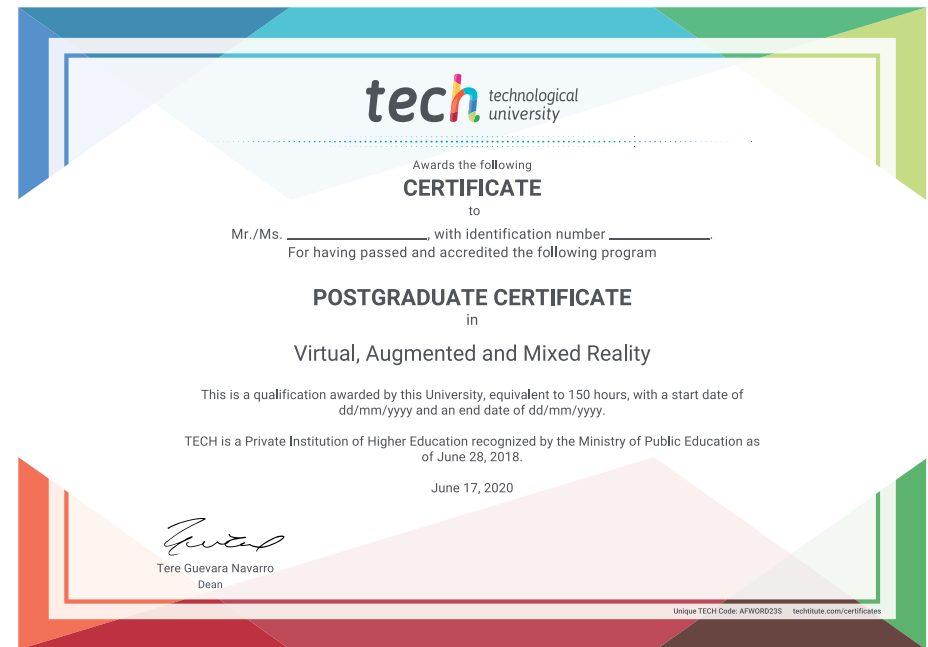 tech technological
university
Awards the following
CERTIFICATE
to
Mr./Ms. ____________________, with identification number ______________.
For having passed and accredited the following program
POSTGRADUATE CERTIFICATE
in
Virtual, Augmented and Mixed Reality
This is a qualification awarded by this University, equivalent to 150 hours, with a start date of
dd/mm/yyyy and an end date of dd/mm/yyyy.
TECH is a Private Institution of Higher Education recognized by the Ministry of Public Education as
of June 28, 2018.
June 17, 2020
Tere Guevara Navarro
Dean
Unique TECH Code: AFWORD23S techtitute.com/certificates